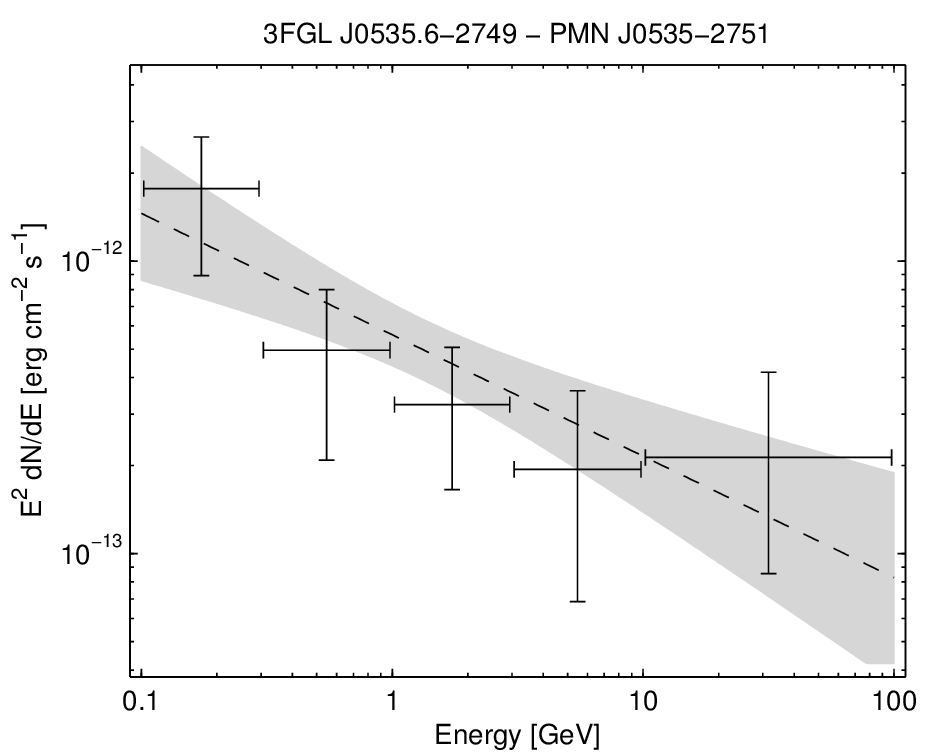 3FGL J0535.6−2749 − PMN J0535−2751
E² dN/dE [erg cm⁻² s⁻¹]
10⁻¹²
10⁻¹³
0.1 1 10 100
Energy [GeV]